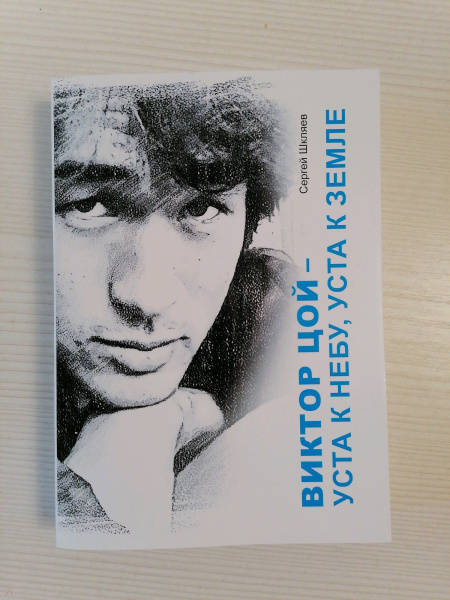 Сергей Шкляев
ВИКТОР ЦОЙ –
УСТА К НЕБУ, УСТА К ЗЕМЛЕ